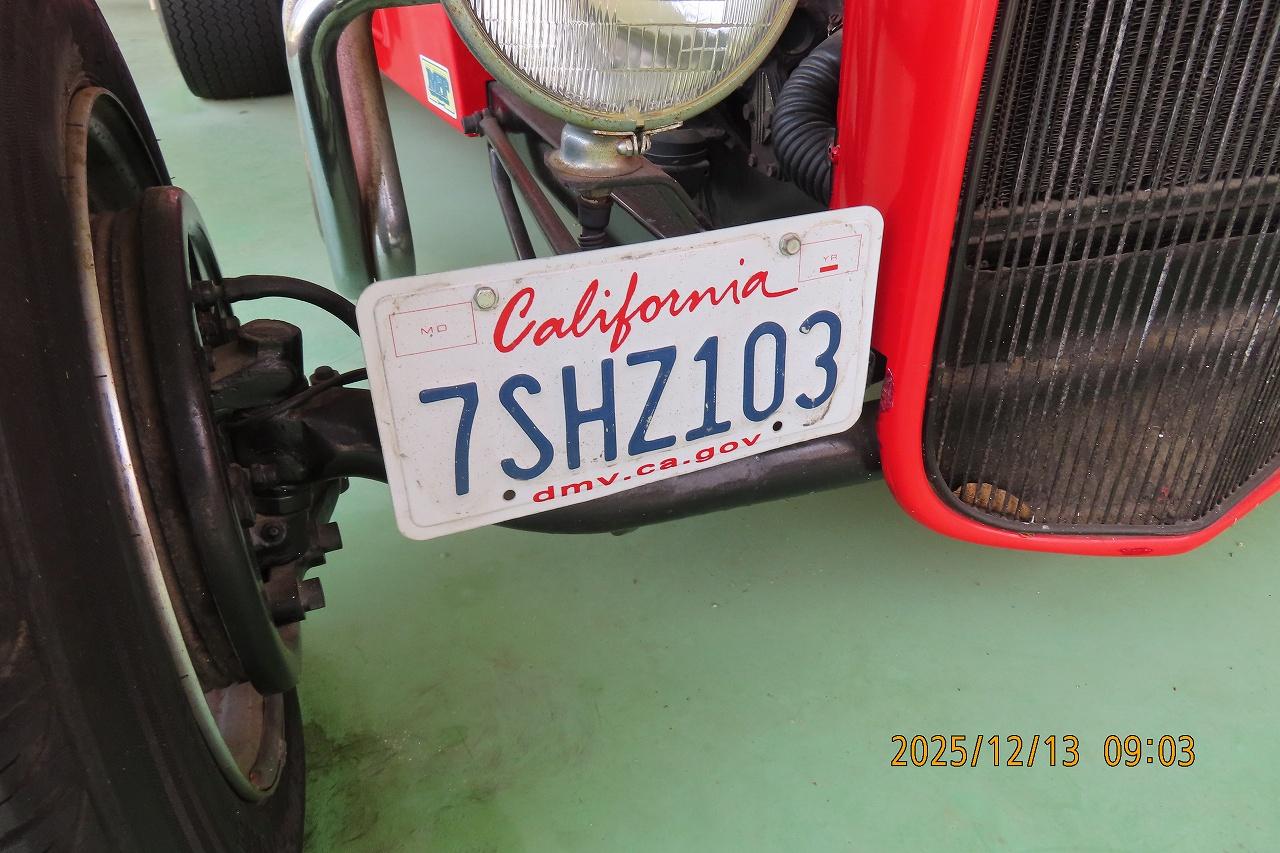 MO
YR
California
7SHZ103
dmv.ca.gov
2025/12/13 09:03